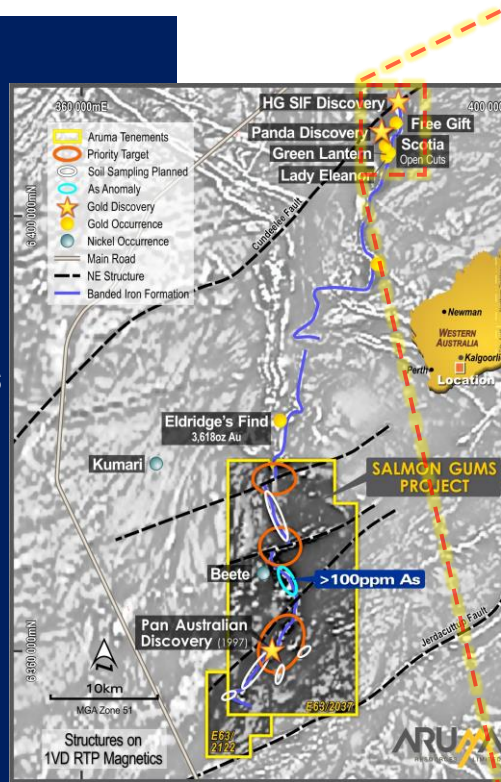 360 000mE
400 00
HG SIF Discovery
Free Gift
Panda Discovery
Scotia
Open Cuts
Green Lantern
Lady Eleanor
Aruma Tenements
Priority Target
Soil Sampling Planned
As Anomaly
Gold Discovery
Gold Occurrence
Nickel Occurrence
Main Road
NE Structure
Banded Iron Formation
6 400 000mN
Cundeelee Fault
Newman
WESTERN
AUSTRALIA
Kalgoorli
Perth
Location
Eldridge's Find
3,618oz Au
Kumari
SALMON GUMS
PROJECT
Beete
>100ppm As
Pan Australian
Discovery (1997)
Jerdacuttup Fault
6 360 000mN
10km
MGA Zone 51
E63/2037
E63/
2122
Structures on
1VD RTP Magnetics
ARUMA